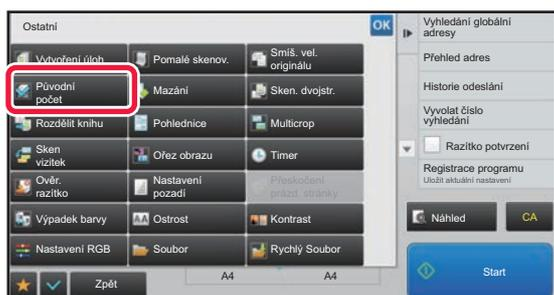 Ostatní
OK
Vytvoření úloh
Pomalé skenov.
Smíš. vel.
originálu
Původní
počet
Mazání
Sken. dvojstr.
Rozdělit knihu
Pohlednice
Multicrop
Sken
vizitek
Ořez obrazu
Timer
Ověr.
razítko
Nastavení
pozadí
Přeskočení
prázd. stránky
Výpadek barvy
Ostrost
Kontrast
Nastavení RGB
Soubor
Rychlý Soubor
Zpět
A4
A4
Vyhledání globální
adresy
Přehled adres
Historie odeslání
Vyvolat číslo
vyhledání
Razítko potvrzení
Registrace programu
Uložit aktuální nastavení
Náhled
CA
Start